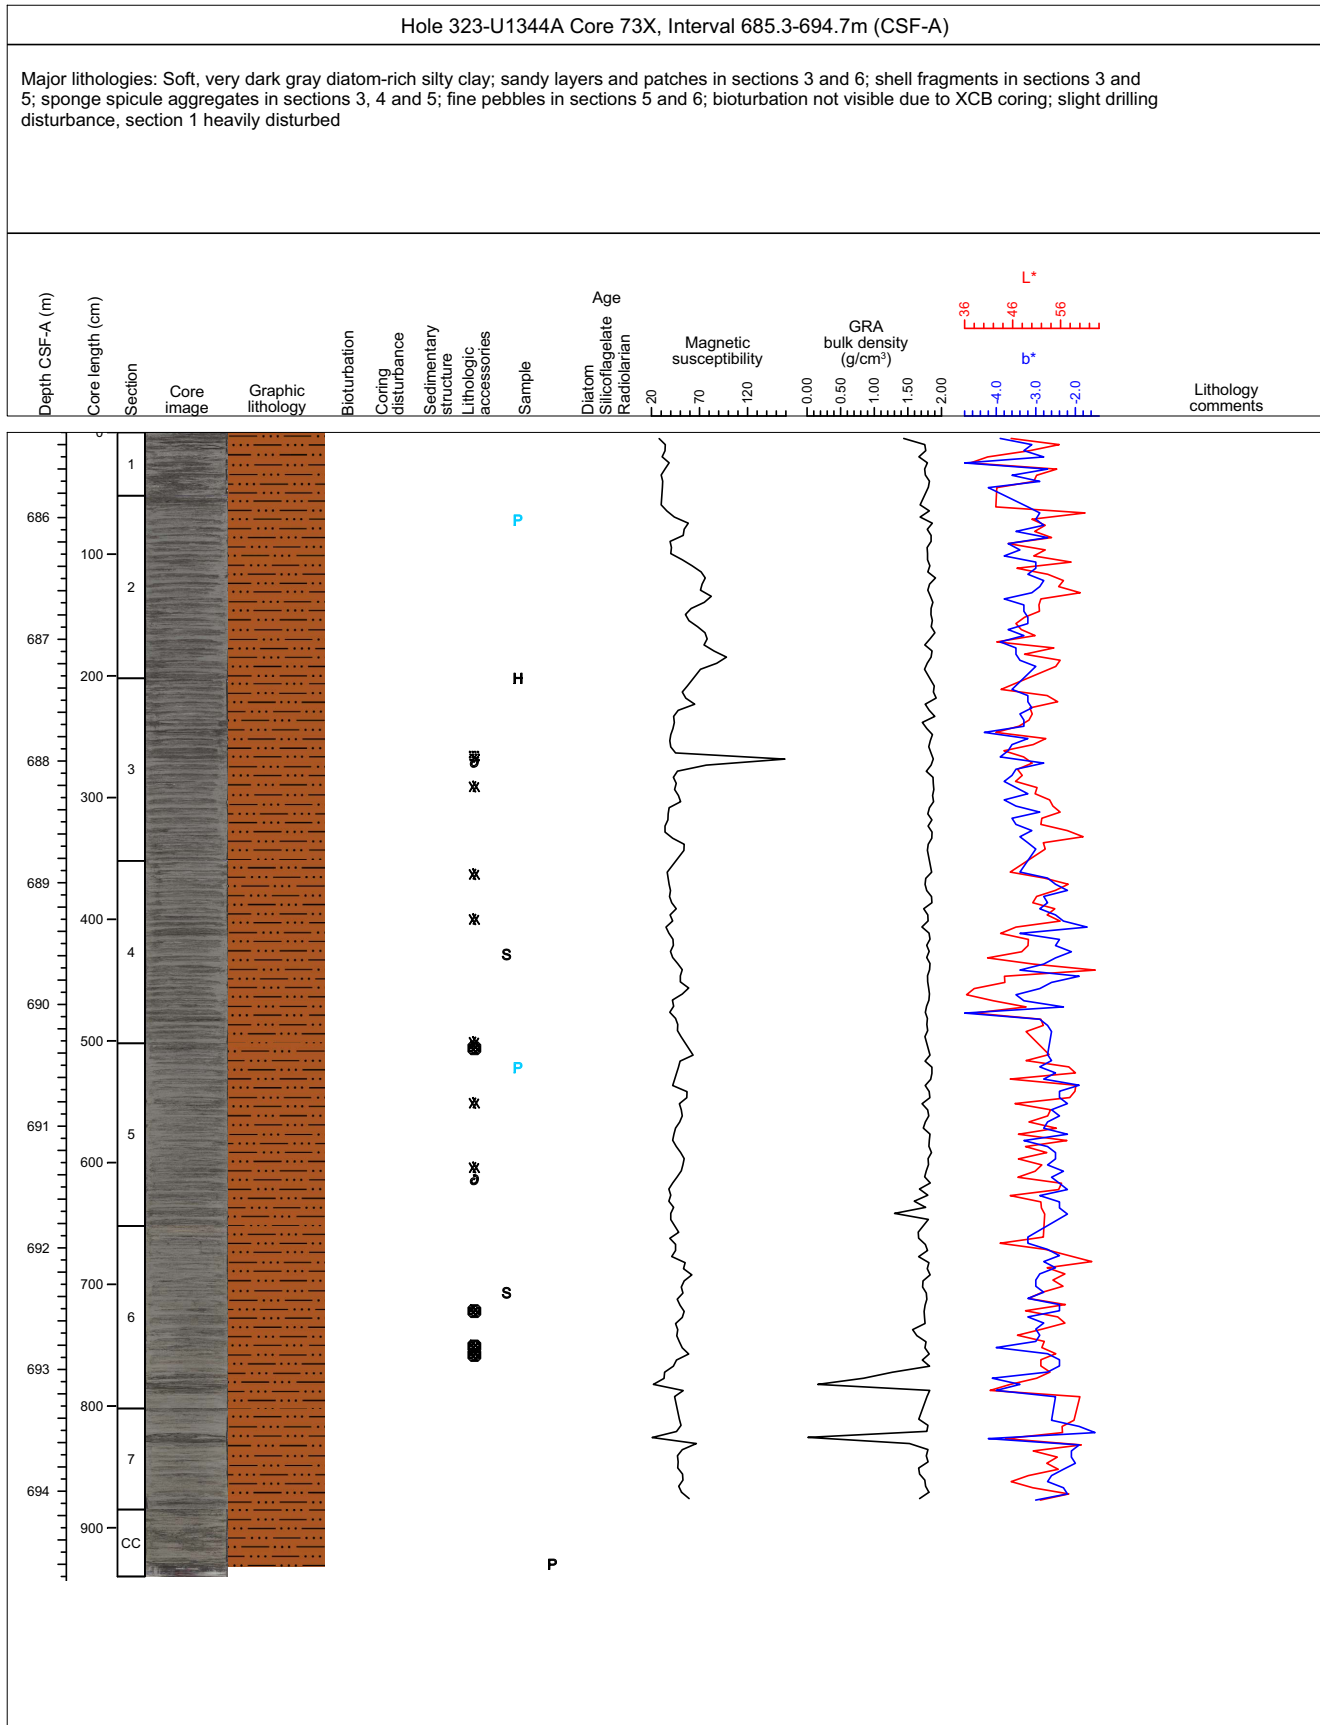 Hole 323-U1344A Core 73X, Interval 685.3-694.7m (CSF-A)
Major lithologies: Soft, very dark gray diatom-rich silty clay; sandy layers and patches in sections 3 and 6; shell fragments in sections 3 and
5; sponge spicule aggregates in sections 3, 4 and 5; fine pebbles in sections 5 and 6; bioturbation not visible due to XCB coring; slight drilling
disturbance, section 1 heavily disturbed
Depth CSF-A (m)
Core length (cm)
Section
Core
image
Graphic
lithology
Bioturbation
Coring
disturbance
Sedimentary
structure
Lithologic
accessories
Sample
Age
Diatom
Silicoflagelate
Radiolarian
Magnetic
susceptibility
20 70 120
GRA
bulk density
(g/cm³)
0.00 0.50 1.00 1.50 2.00
L*
36 46 56
b*
-4.0 -3.0 -2.0
Lithology
comments
0
1
686
P
100
2
687
200
H
688
3
300
689
400
4
S
690
500
P
691
5
600
692
700
S
6
693
800
7
694
900
CC
P